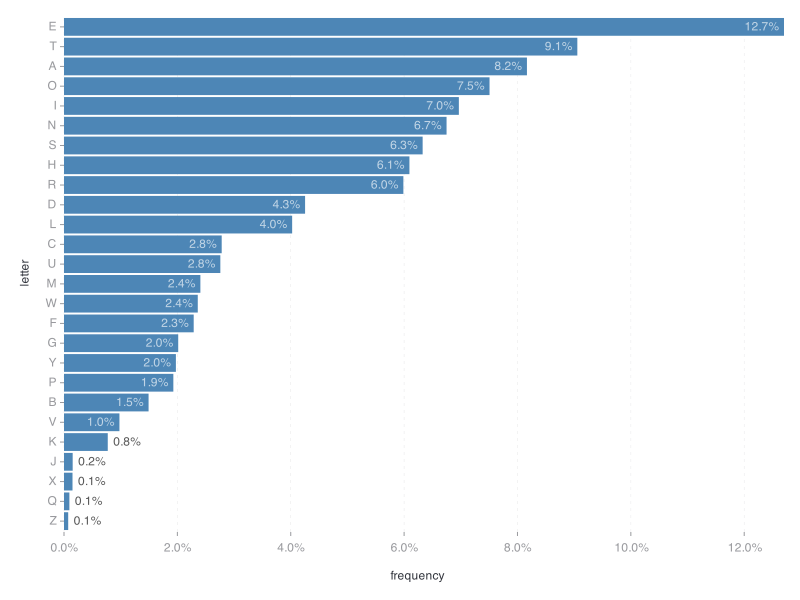 E 12.7%
T 9.1%
A 8.2%
O 7.5%
I 7.0%
N 6.7%
S 6.3%
H 6.1%
R 6.0%
D 4.3%
L 4.0%
C 2.8%
U 2.8%
M 2.4%
W 2.4%
F 2.3%
G 2.0%
Y 2.0%
P 1.9%
B 1.5%
V 1.0%
K 0.8%
J 0.2%
X 0.1%
Q 0.1%
Z 0.1%
letter
0.0% 2.0% 4.0% 6.0% 8.0% 10.0% 12.0%
frequency